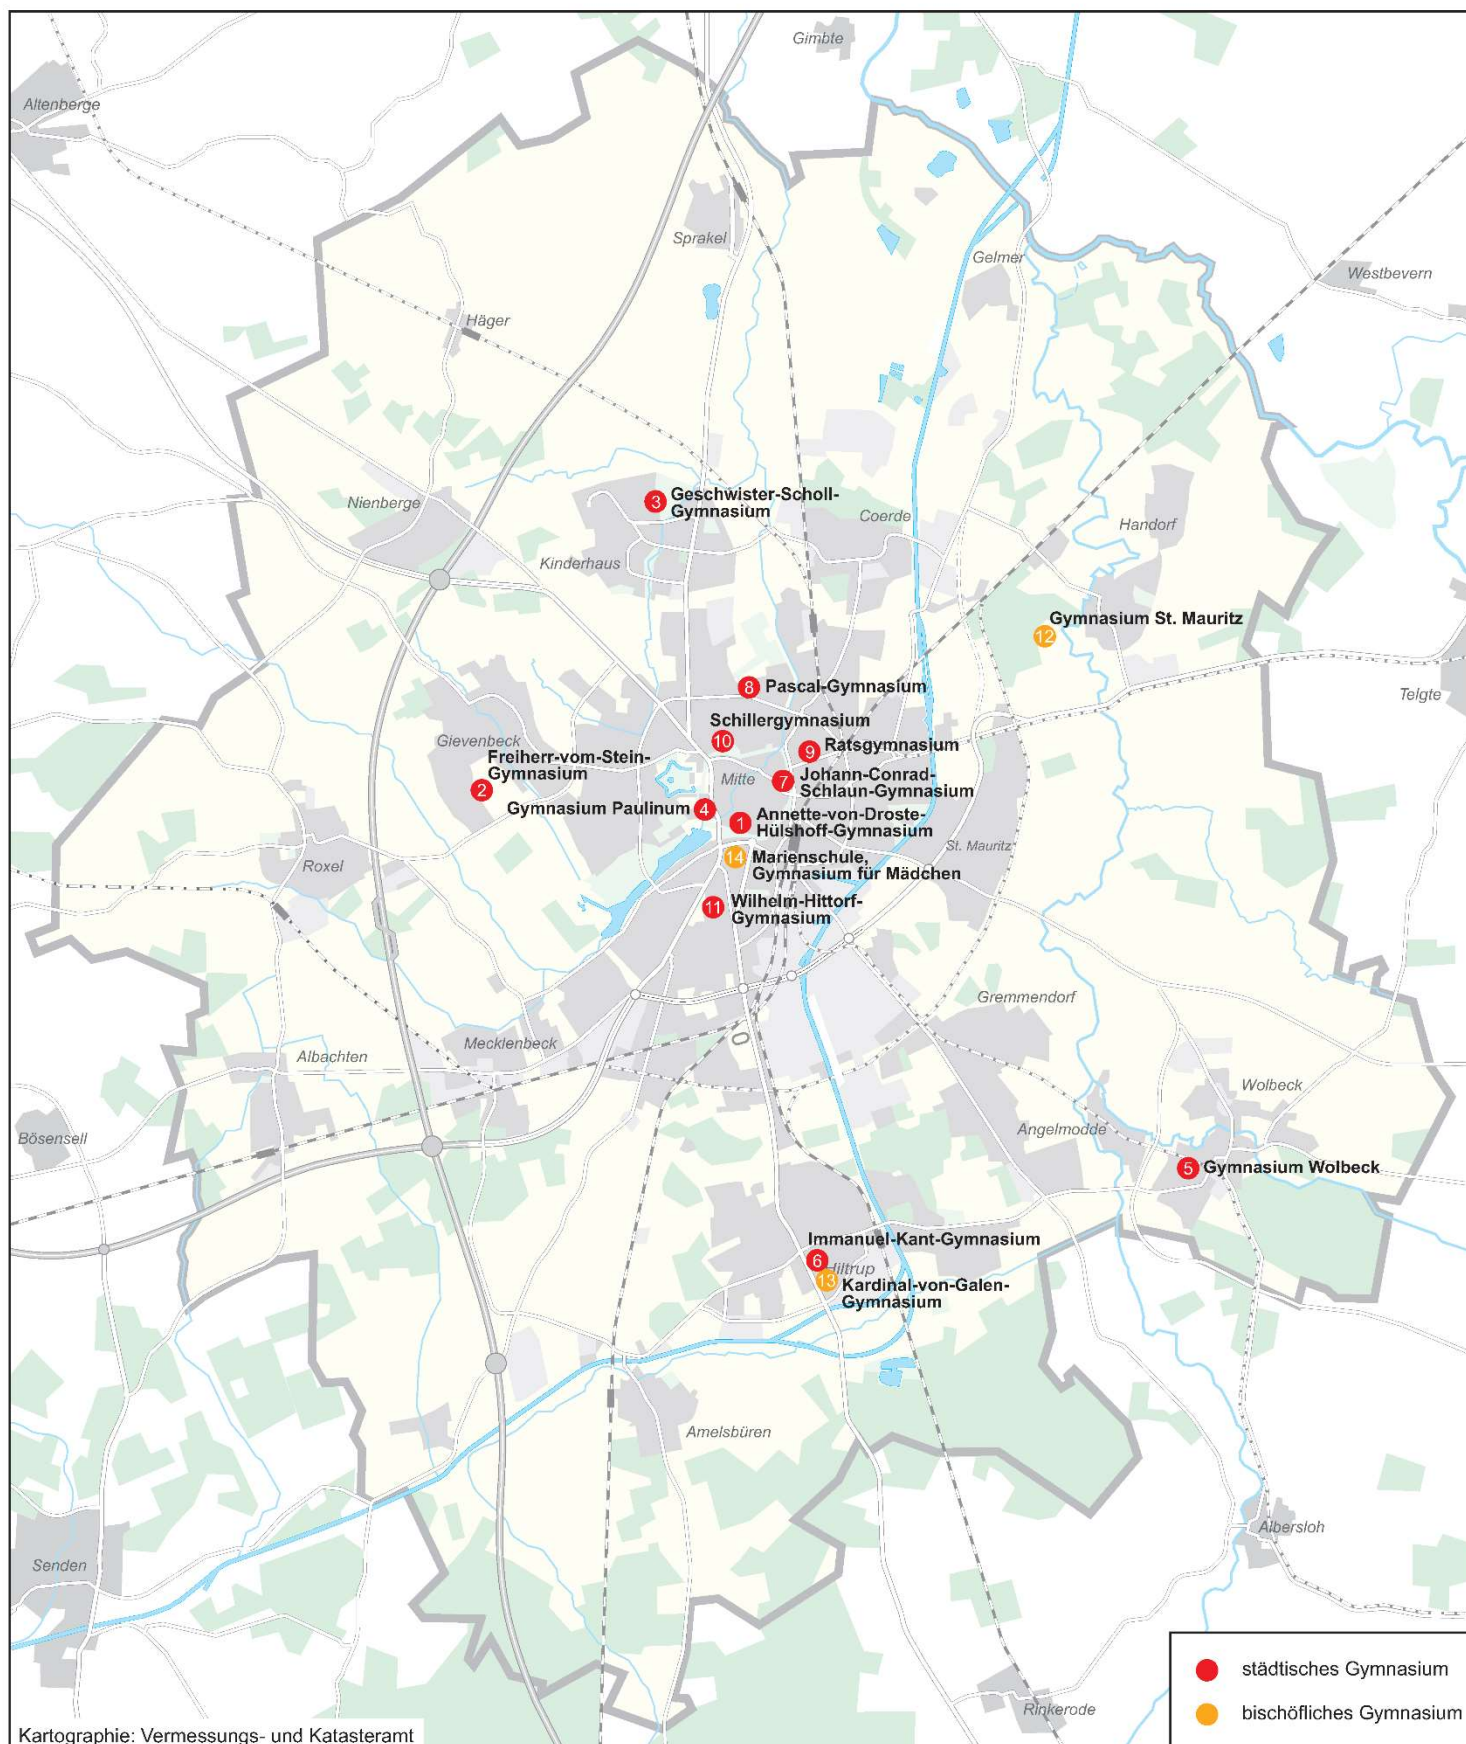 Gimbte
Altenberge
Sprakel
Gelmer
Westbevern
Häger
Nienberge
3
Geschwister-Scholl-
Gymnasium
Coerde
Handorf
Kinderhaus
Gymnasium St. Mauritz
12
8
Pascal-Gymnasium
Telgte
Schillergymnasium
10
Gievenbeck
9
Ratsgymnasium
Freiherr-vom-Stein-
Gymnasium
2
Mitte
7
Johann-Conrad-
Schlaun-Gymnasium
Gymnasium Paulinum
4
1
Annette-von-Droste-
Hülshoff-Gymnasium
St. Mauritz
14
Marienschule,
Gymnasium für Mädchen
Roxel
11
Wilhelm-Hittorf-
Gymnasium
Gremmendorf
Mecklenbeck
Albachten
Wolbeck
Bösensell
Angelmodde
5
Gymnasium Wolbeck
Immanuel-Kant-Gymnasium
6
Hiltrup
13
Kardinal-von-Galen-
Gymnasium
Amelsbüren
Albersloh
Senden
Rinkerode
städtisches Gymnasium
bischöfliches Gymnasium
Kartographie: Vermessungs- und Katasteramt